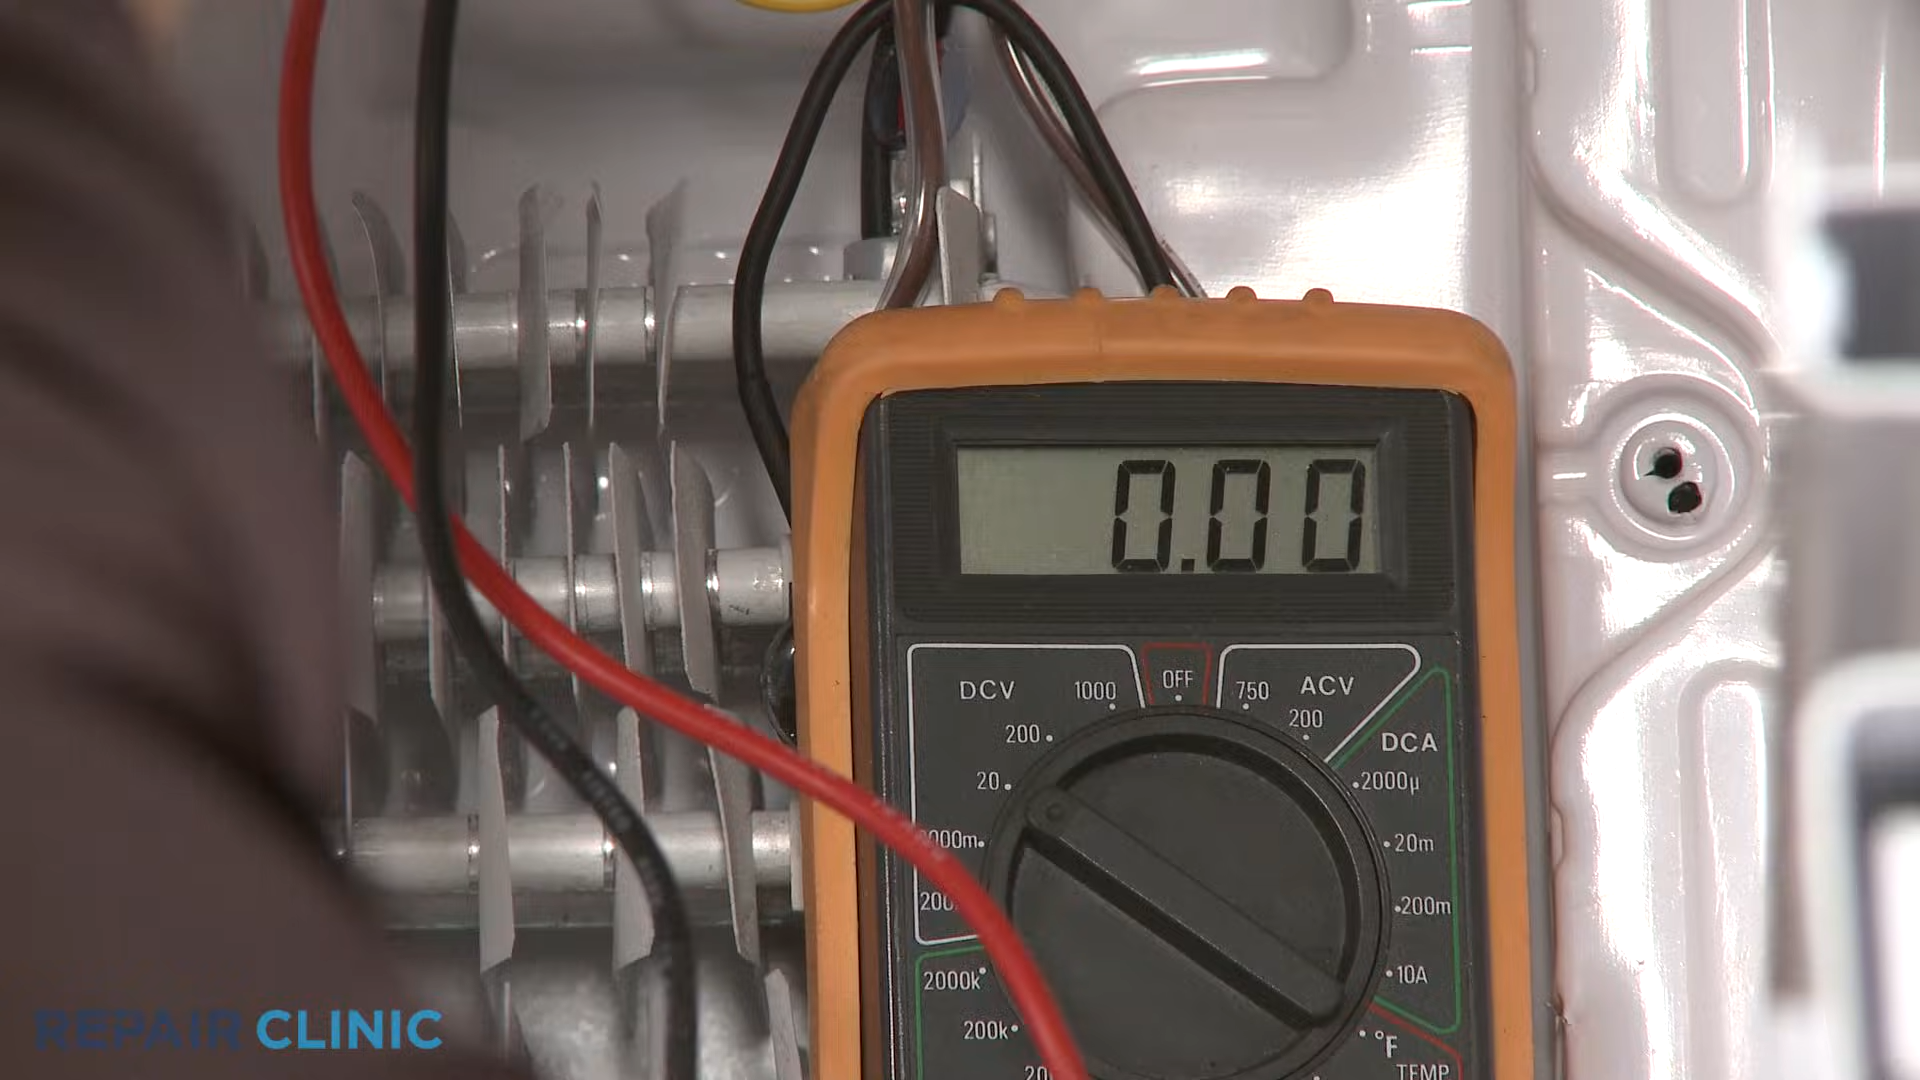 0.00
DCV 1000 OFF 750 ACV
200 200
DCA
20 2000µ
20m
200m
2000k 10A
200k °F
TEMP
REPAIR CLINIC